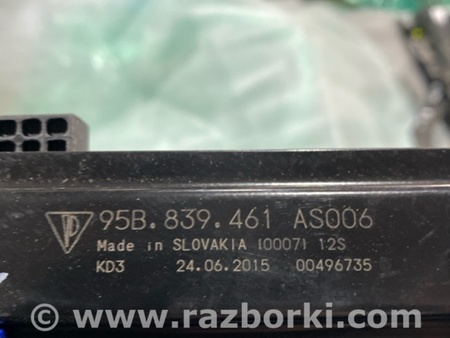 95B.839.461 AS006
Made in SLOVAKIA (0007) 12S
KD3 24.06.2015 00496735
© www.razborki.com